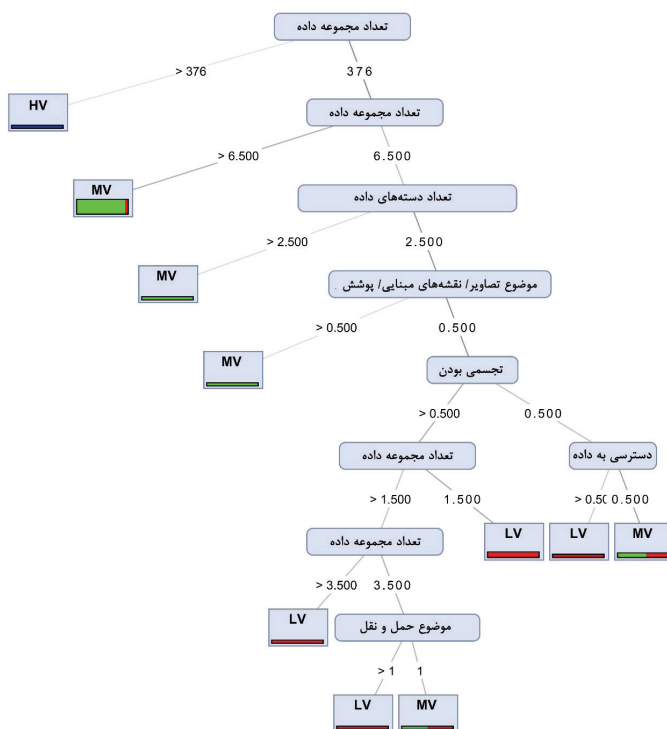 تعداد مجموعه داده
> 376
376
HV
تعداد مجموعه داده
> 6.500
6.500
MV
تعداد دسته‌های داده
> 2.500
2.500
MV
موضوع تصاویر/ نقشه‌های مبنایی/ پوشش .
> 0.500
0.500
MV
تجسمی بودن
> 0.500
0.500
تعداد مجموعه داده
دسترسی به داده
> 1.500
1.500
> 0.50
0.500
تعداد مجموعه داده
LV
LV
MV
> 3.500
3.500
LV
موضوع حمل و نقل
> 1
1
LV
MV